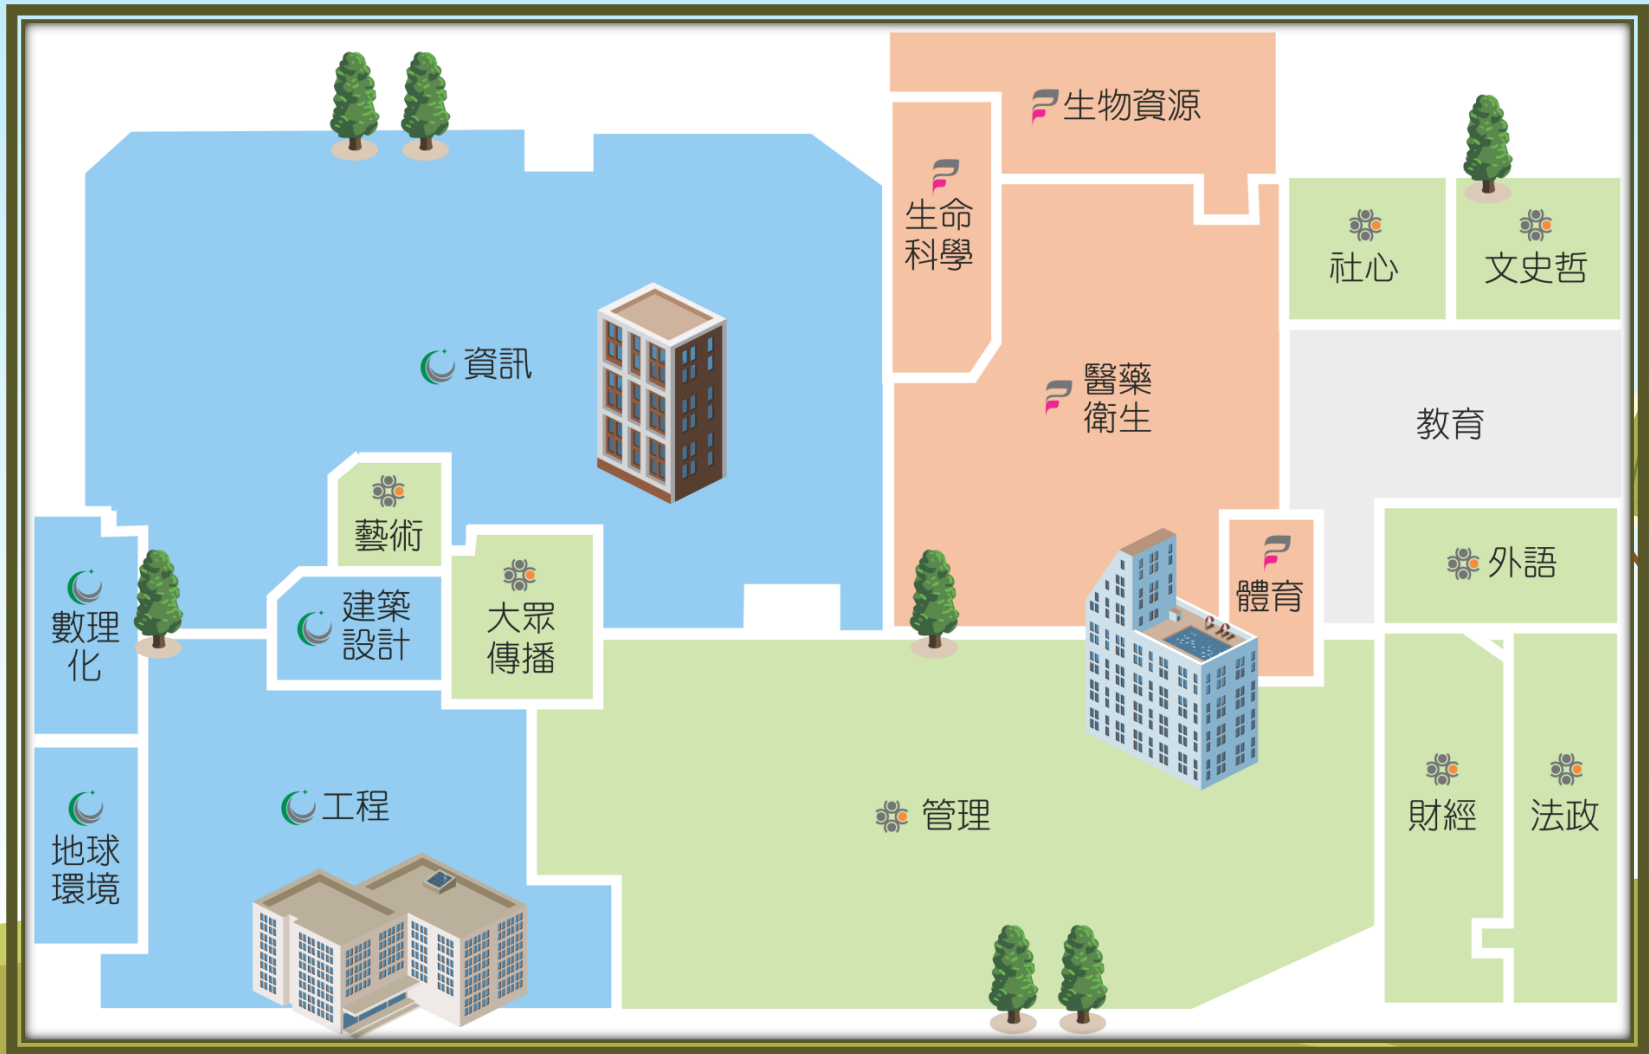 生物資源
生命
科學
社心
文史哲
資訊
醫藥
衛生
教育
藝術
外語
數理
化
建築
設計
大眾
傳播
體育
地球
環境
工程
管理
財經
法政